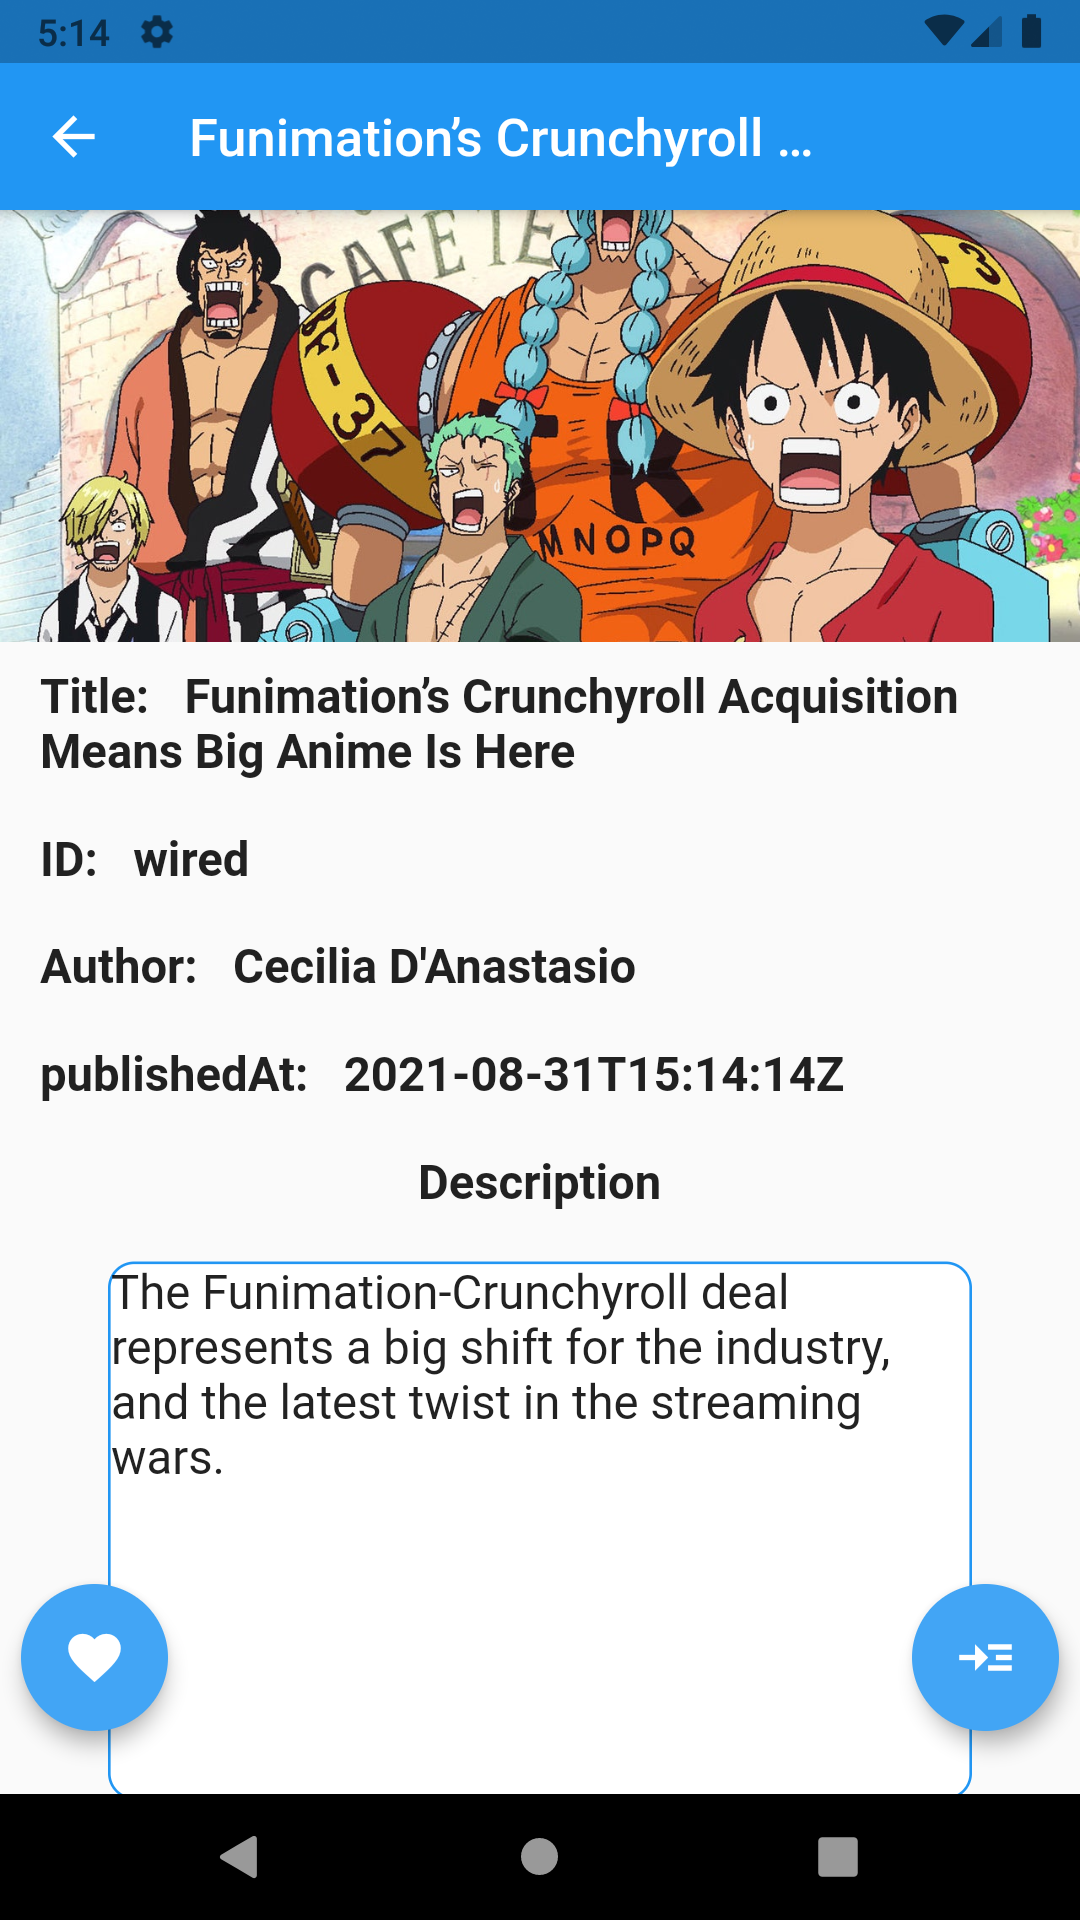 5:14
Funimation’s Crunchyroll ...
CAFE TE
BF-37
- 3
F K
MNOPQ
Title:   Funimation’s Crunchyroll Acquisition
Means Big Anime Is Here
ID:   wired
Author:   Cecilia D'Anastasio
publishedAt:   2021-08-31T15:14:14Z
Description
The Funimation-Crunchyroll deal
represents a big shift for the industry,
and the latest twist in the streaming
wars.